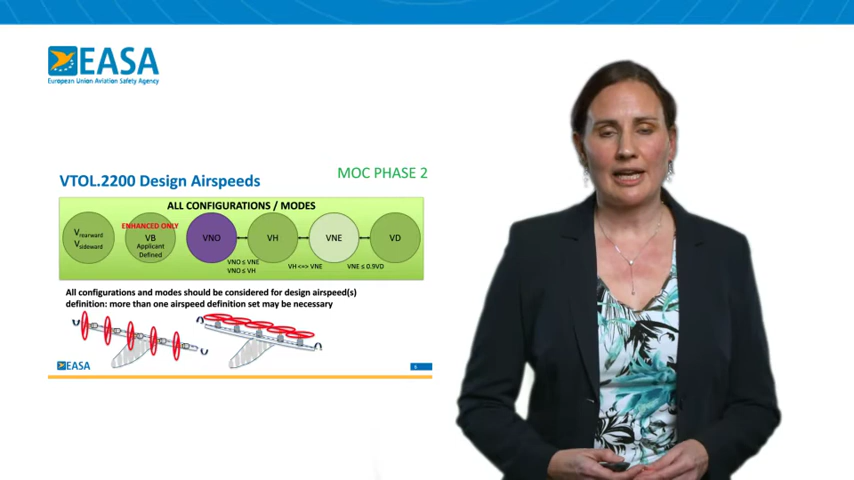 EASA
European Union Aviation Safety Agency
MOC PHASE 2
VTOL.2200 Design Airspeeds
ALL CONFIGURATIONS / MODES
Vrearward
Vsideward
ENHANCED ONLY
VB
Applicant
Defined
VNO
VH
VNE
VD
VNO ≤ VNE
VNO ≤ VH
VH<=> VNE
VNE ≤ 0.9VD
All configurations and modes should be considered for design airspeed(s)
definition: more than one airspeed definition set may be necessary
EASA